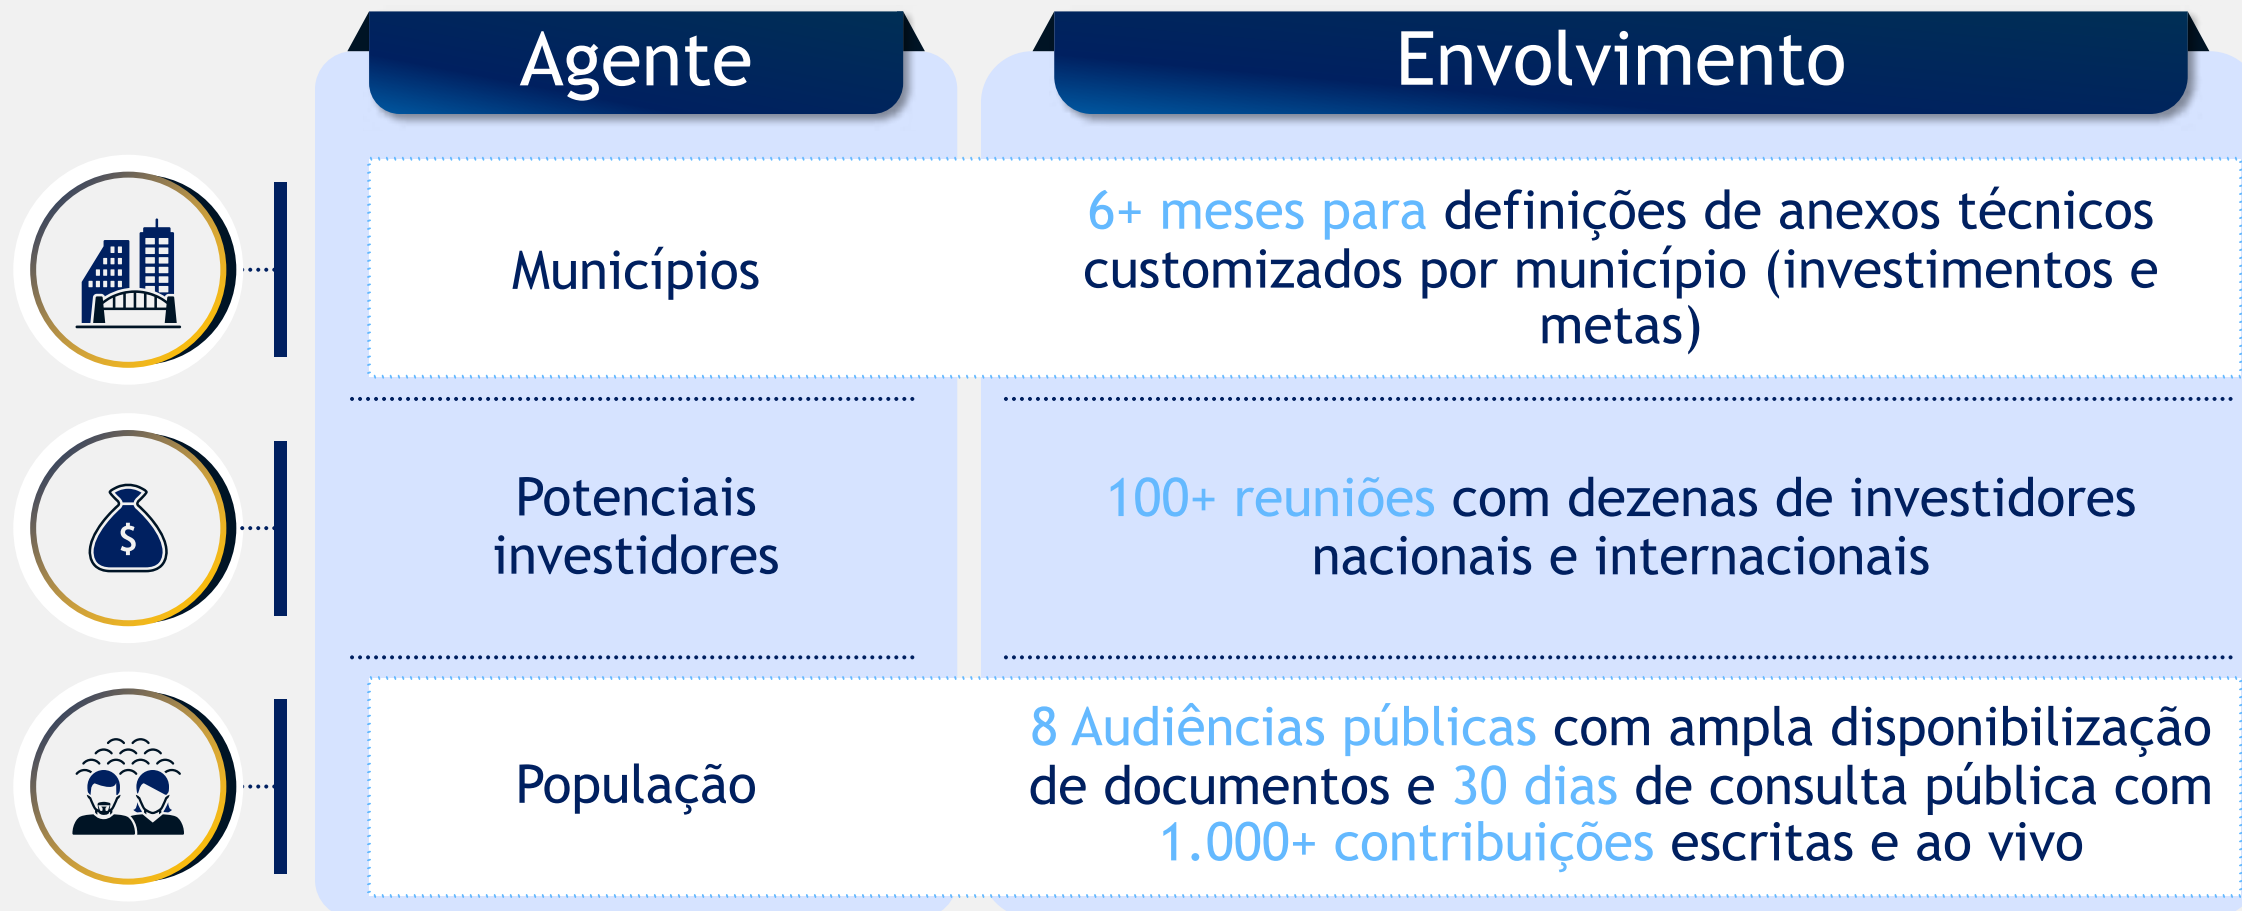 Agente
Envolvimento
Municípios
6+ meses para definições de anexos técnicos
customizados por município (investimentos e
metas)
$
Potenciais
investidores
100+ reuniões com dezenas de investidores
nacionais e internacionais
População
8 Audiências públicas com ampla disponibilização
de documentos e 30 dias de consulta pública com
1.000+ contribuições escritas e ao vivo